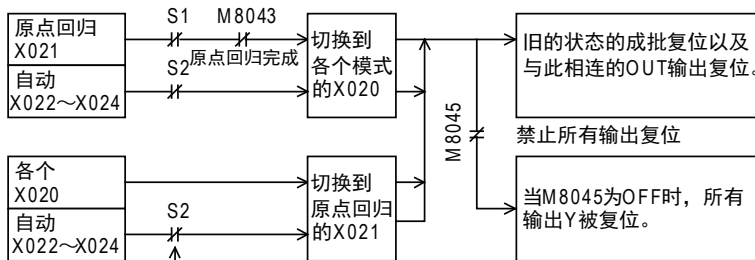 原点回归
X021
S1
M8043
原点回归完成
切换到
各个模式
的X020
旧的状态的成批复位以及
与此相连的OUT输出复位。
自动
X022～X024
S2
M8045
禁止所有输出复位
各个
X020
切换到
原点回归
的X021
当M8045为OFF时，所有
输出Y被复位。
自动
X022～X024
S2